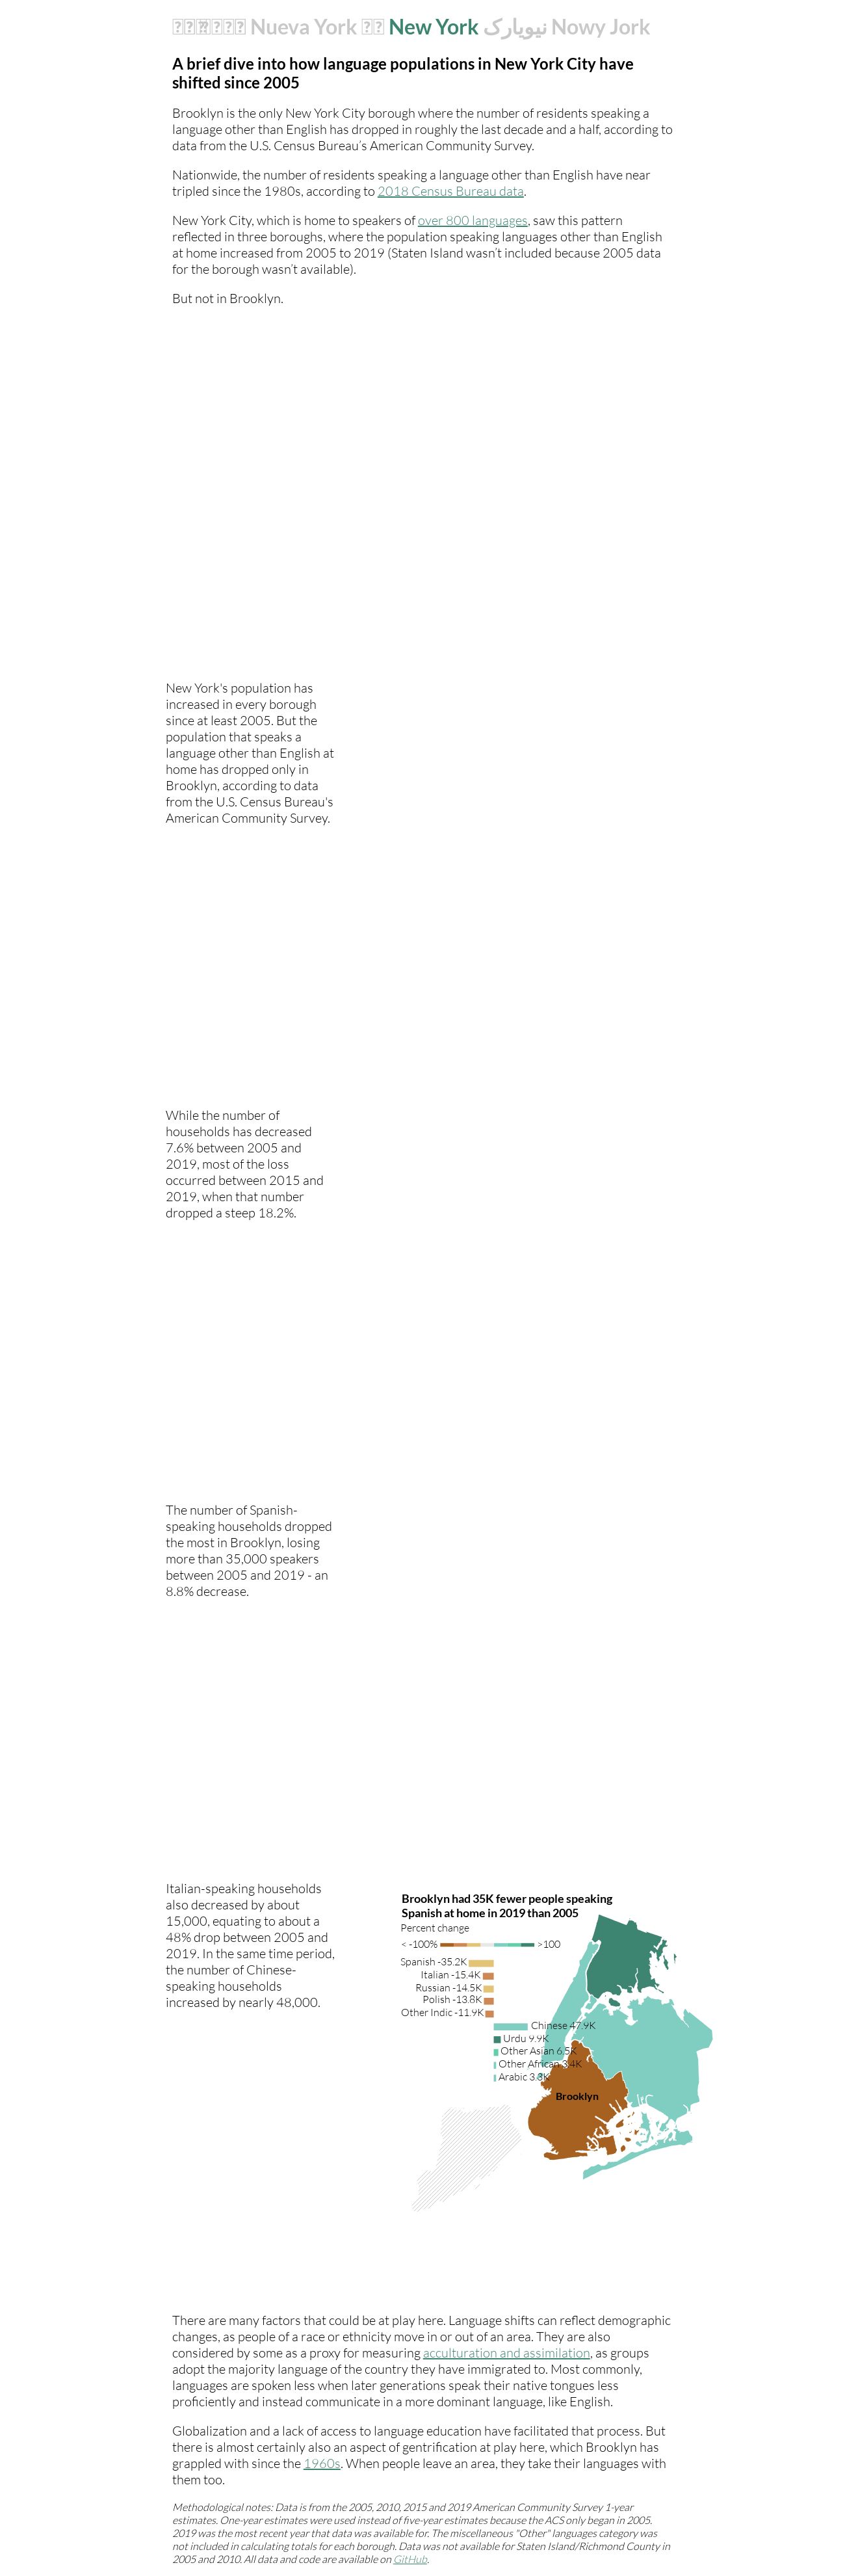 Nueva York New York نیویارک Nowy Jork
A brief dive into how language populations in New York City have
shifted since 2005
Brooklyn is the only New York City borough where the number of residents speaking a
language other than English has dropped in roughly the last decade and a half, according to
data from the U.S. Census Bureau’s American Community Survey.
Nationwide, the number of residents speaking a language other than English have near
tripled since the 1980s, according to 2018 Census Bureau data.
New York City, which is home to speakers of over 800 languages, saw this pattern
reflected in three boroughs, where the population speaking languages other than English
at home increased from 2005 to 2019 (Staten Island wasn’t included because 2005 data
for the borough wasn’t available).
But not in Brooklyn.
New York's population has
increased in every borough
since at least 2005. But the
population that speaks a
language other than English at
home has dropped only in
Brooklyn, according to data
from the U.S. Census Bureau's
American Community Survey.
While the number of
households has decreased
7.6% between 2005 and
2019, most of the loss
occurred between 2015 and
2019, when that number
dropped a steep 18.2%.
The number of Spanish-
speaking households dropped
the most in Brooklyn, losing
more than 35,000 speakers
between 2005 and 2019 - an
8.8% decrease.
Italian-speaking households
also decreased by about
15,000, equating to about a
48% drop between 2005 and
2019. In the same time period,
the number of Chinese-
speaking households
increased by nearly 48,000.
Brooklyn had 35K fewer people speaking
Spanish at home in 2019 than 2005
Percent change
< -100% >100
Spanish -35.2K
Italian -15.4K
Russian -14.5K
Polish -13.8K
Other Indic -11.9K
Chinese 47.9K
Urdu 9.9K
Other Asian 6.5K
Other African 3.4K
Arabic 3.3K
Brooklyn
There are many factors that could be at play here. Language shifts can reflect demographic
changes, as people of a race or ethnicity move in or out of an area. They are also
considered by some as a proxy for measuring acculturation and assimilation, as groups
adopt the majority language of the country they have immigrated to. Most commonly,
languages are spoken less when later generations speak their native tongues less
proficiently and instead communicate in a more dominant language, like English.
Globalization and a lack of access to language education have facilitated that process. But
there is almost certainly also an aspect of gentrification at play here, which Brooklyn has
grappled with since the 1960s. When people leave an area, they take their languages with
them too.
Methodological notes: Data is from the 2005, 2010, 2015 and 2019 American Community Survey 1-year
estimates. One-year estimates were used instead of five-year estimates because the ACS only began in 2005.
2019 was the most recent year that data was available for. The miscellaneous "Other" languages category was
not included in calculating totals for each borough. Data was not available for Staten Island/Richmond County in
2005 and 2010. All data and code are available on GitHub.